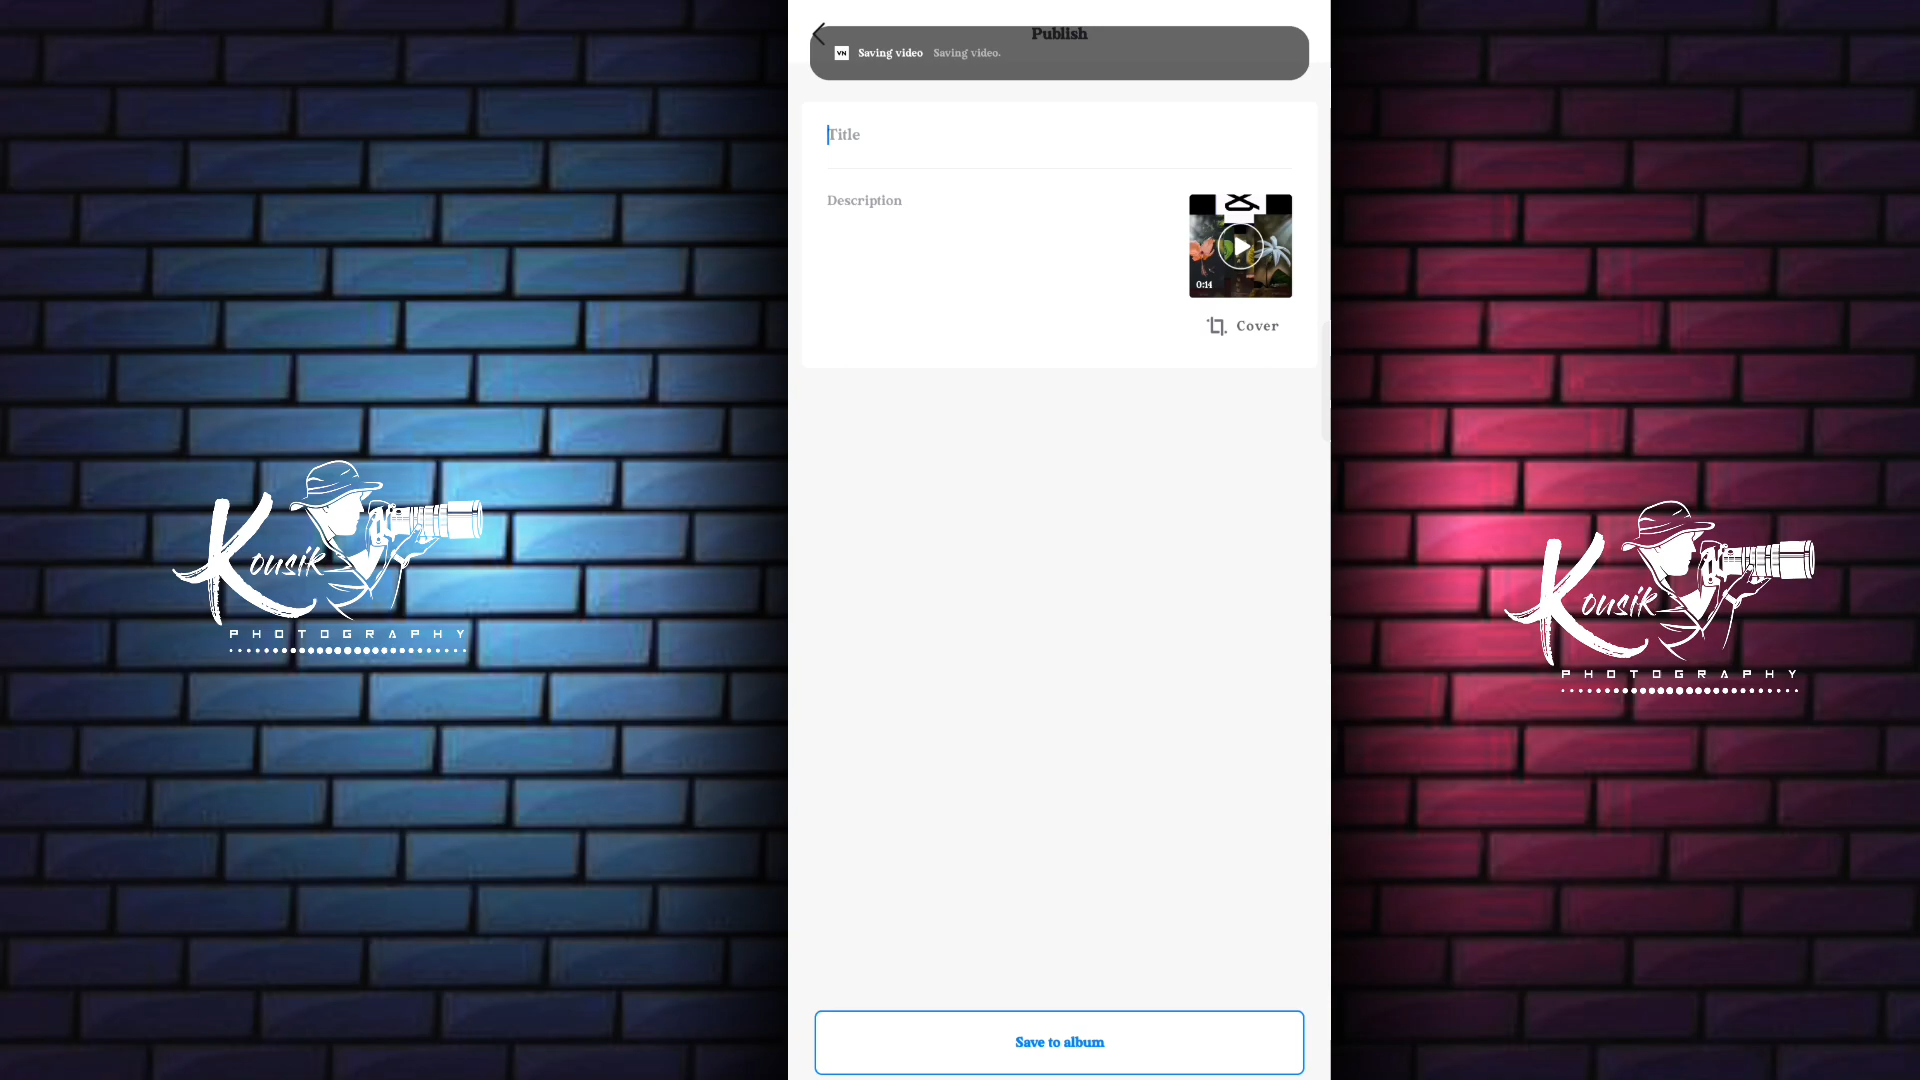 Publish
VN Saving video Saving video.
Title
Description
0:14
Cover
Kousik
PHOTOGRAPHY
Kousik
PHOTOGRAPHY
Save to album